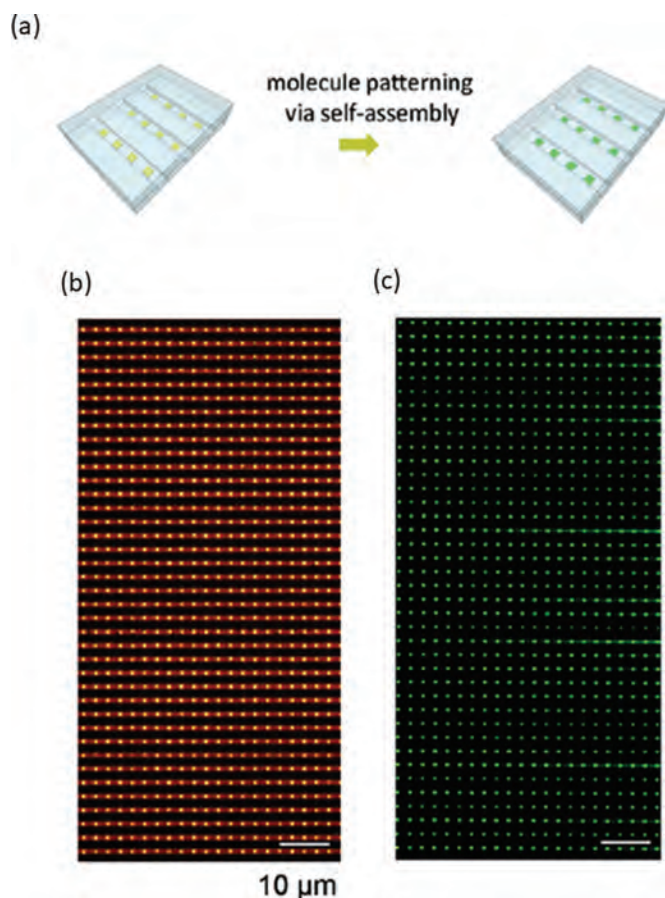 (a)
molecule patterning
via self-assembly
(b)
(c)
10 μm